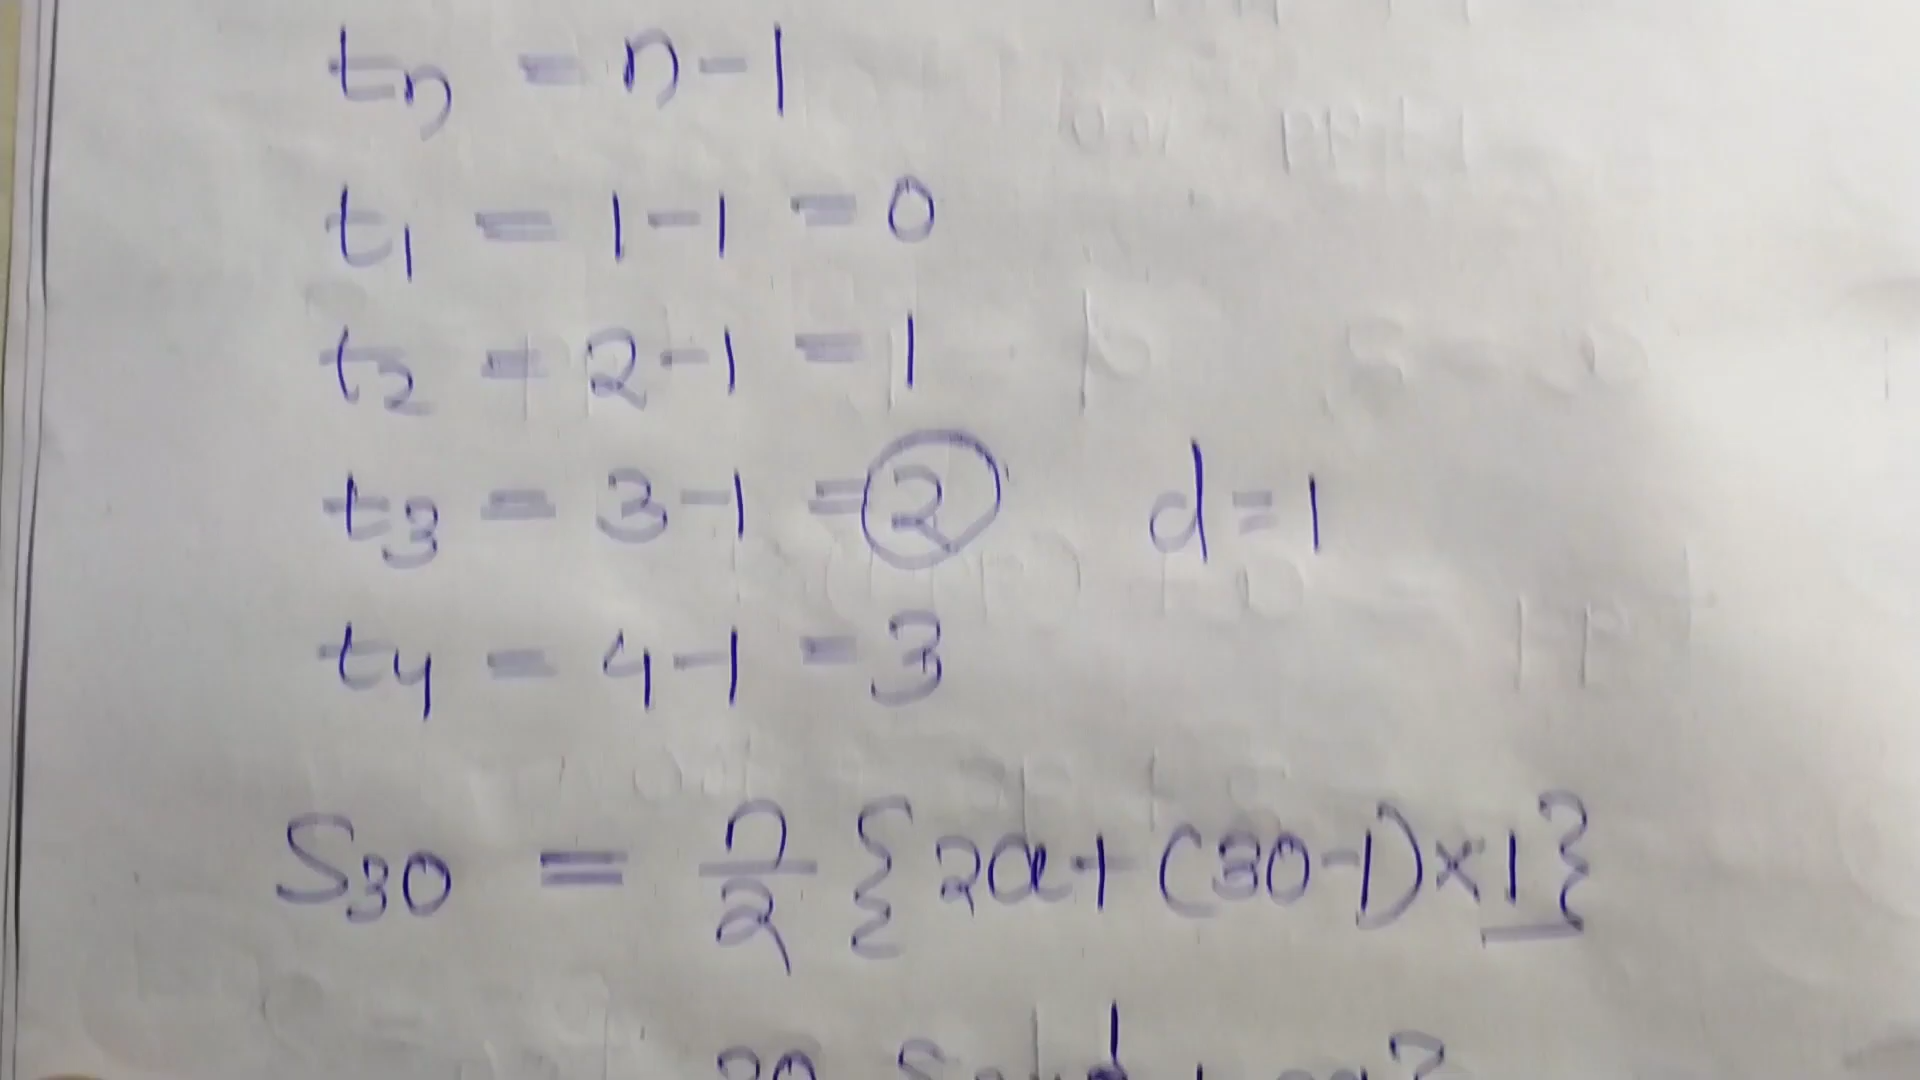 tn = n-1
t1 = 1-1 = 0
t2 = 2-1 = 1
t3 = 3-1 = 2 d=1
t4 = 4-1 = 3
S30 = n/2 {2a+(30-1)×1}